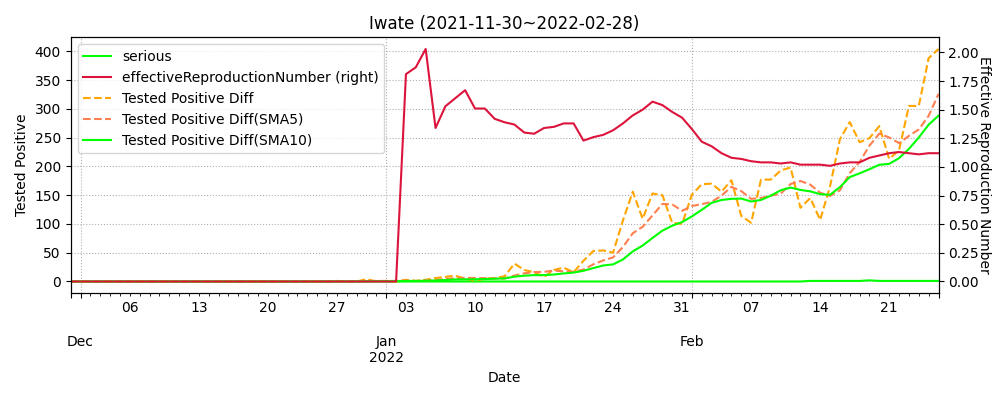 Iwate (2021-11-30~2022-02-28)
serious
effectiveReproductionNumber (right)
Tested Positive Diff
Tested Positive Diff(SMA5)
Tested Positive Diff(SMA10)
Tested Positive
400
350
300
250
200
150
100
50
0
2.00
1.75
1.50
1.25
1.00
0.75
0.50
0.25
0.00
Effective Reproduction Number
06 13 20 27 03 10 17 24 31 07 14 21
Dec Jan Feb
2022
Date